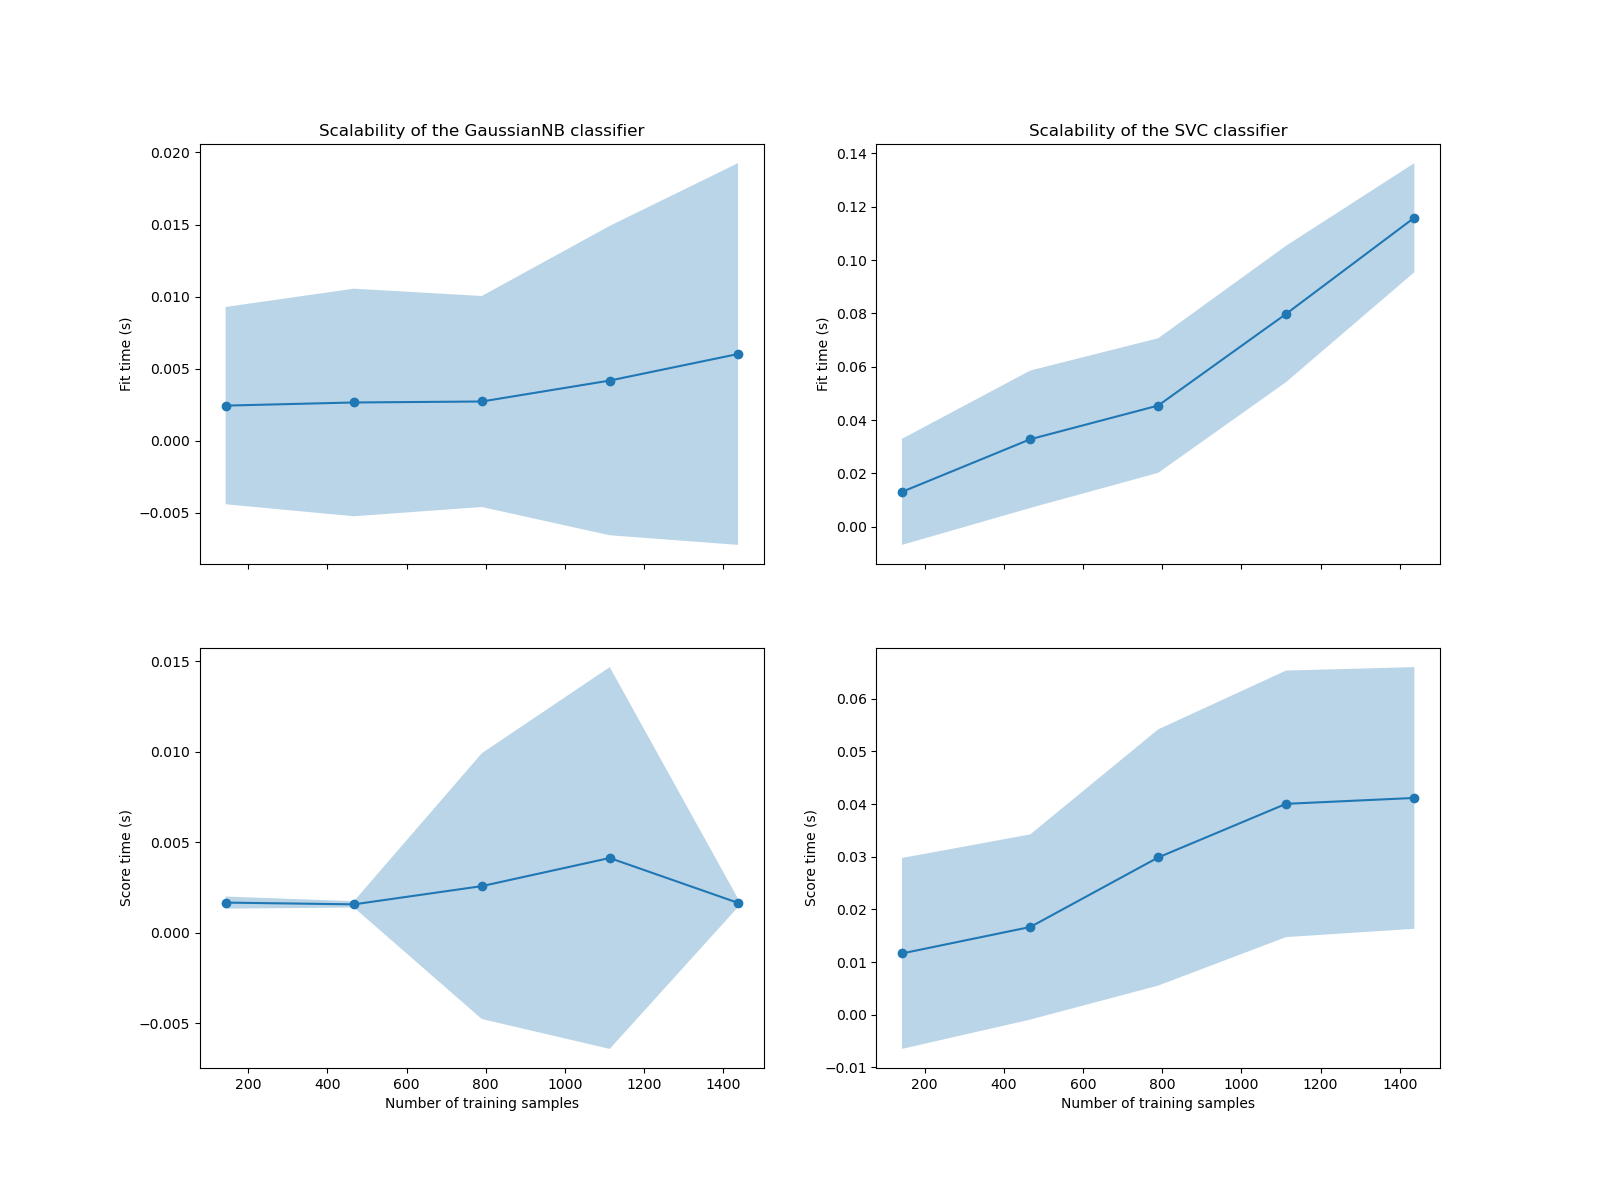 Scalability of the GaussianNB classifier
0.020
0.015
0.010
0.005
0.000
−0.005
Fit time (s)
Scalability of the SVC classifier
0.14
0.12
0.10
0.08
0.06
0.04
0.02
0.00
Fit time (s)
0.015
0.010
0.005
0.000
−0.005
Score time (s)
200 400 600 800 1000 1200 1400
Number of training samples
0.06
0.05
0.04
0.03
0.02
0.01
0.00
−0.01
Score time (s)
200 400 600 800 1000 1200 1400
Number of training samples